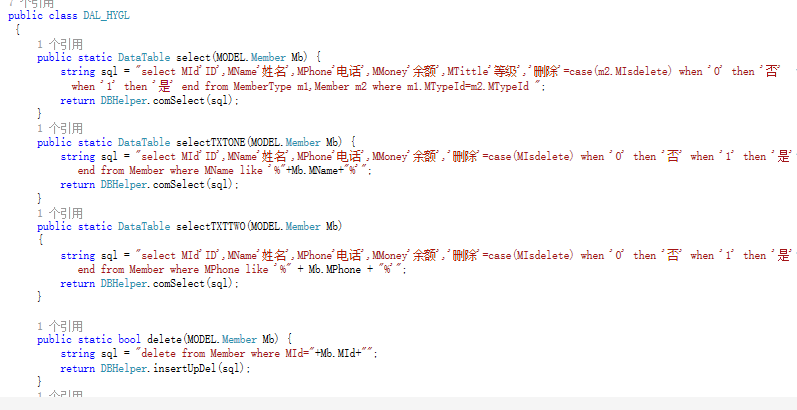 7 个引用
public class DAL_HYGL
{
1 个引用
public static DataTable select(MODEL.Member Mb) {
string sql = "select MId'ID',MName'姓名',MPhone'电话',MMoney'余额',MTittle'等级','删除'=case(m2.MIsdelete) when '0' then '否'
when '1' then '是' end from MemberType m1,Member m2 where m1.MTypeId=m2.MTypeId ";
return DBHelper.comSelect(sql);
}
1 个引用
public static DataTable selectTXTONE(MODEL.Member Mb) {
string sql = "select MId'ID',MName'姓名',MPhone'电话',MMoney'余额','删除'=case(MIsdelete) when '0' then '否' when '1' then '是'
end from Member where MName like '%"+Mb.MName+"%'";
return DBHelper.comSelect(sql);
}
1 个引用
public static DataTable selectTXTTWO(MODEL.Member Mb)
{
string sql = "select MId'ID',MName'姓名',MPhone'电话',MMoney'余额','删除'=case(MIsdelete) when '0' then '否' when '1' then '是'
end from Member where MPhone like '%" + Mb.MPhone + "%'";
return DBHelper.comSelect(sql);
}
1 个引用
public static bool delete(MODEL.Member Mb) {
string sql = "delete from Member where MId="+Mb.MId+"";
return DBHelper.insertUpDel(sql);
}
1 个引用